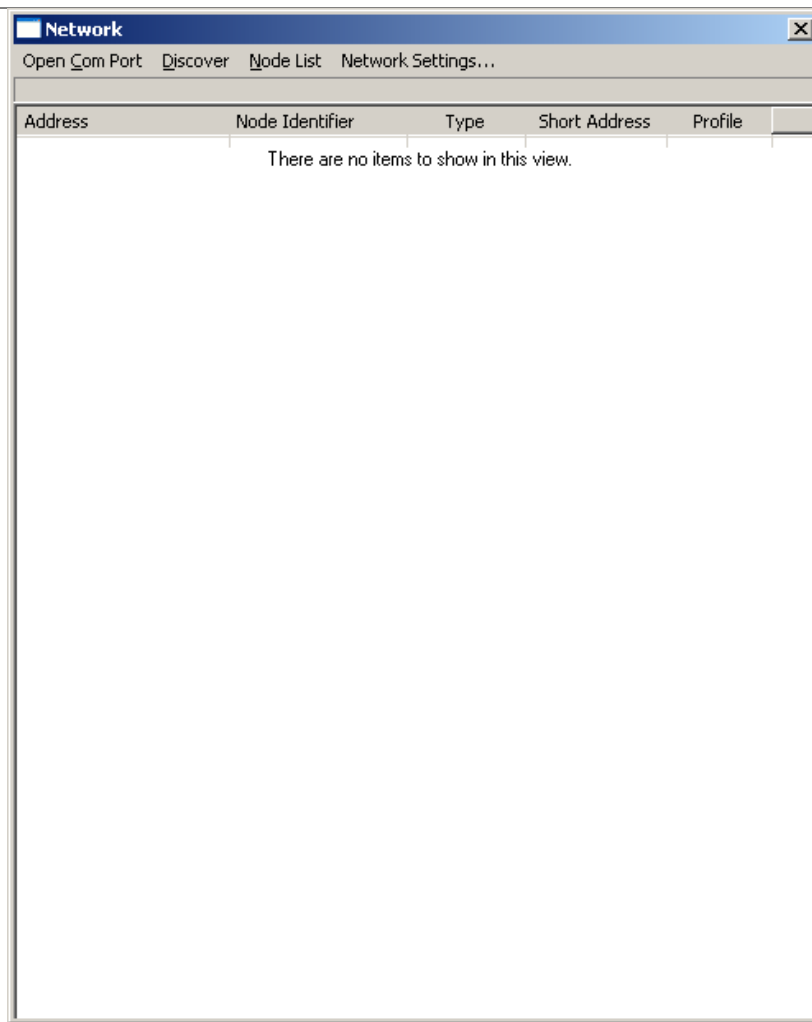 Network
Open Com Port Discover Node List Network Settings...
Address Node Identifier Type Short Address Profile
There are no items to show in this view.